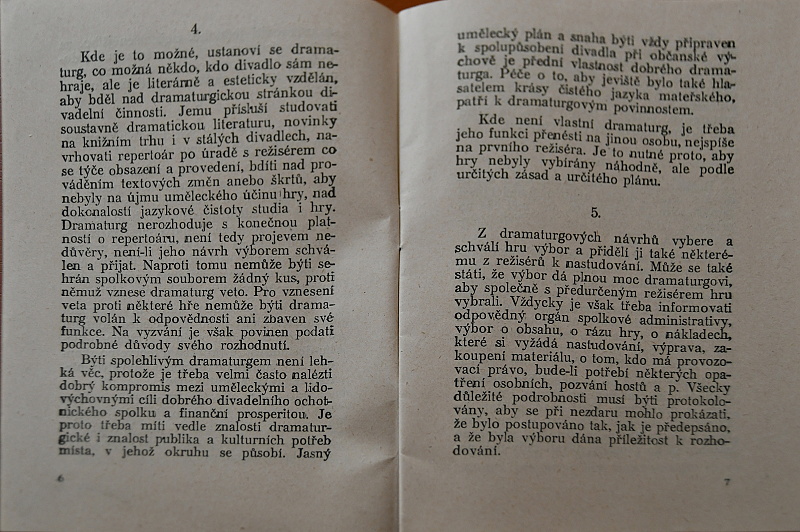 4.
Kde je to možné, ustanoví se drama-
turg, co možná někdo, kdo divadlo sám ne-
hraje, ale je literárně a esteticky vzdělán,
aby bděl nad dramaturgickou stránkou di-
vadelní činnosti. Jemu přísluší studovati
soustavně dramatickou literaturu, novinky
na knižním trhu i v stálých divadlech, na-
vrhovati repertoár po úradě s režisérem co
se týče obsazení a provedení, bdíti nad pro-
váděním textových změn anebo škrtů, aby
nebyly na újmu uměleckého účinu hry, nad
dokonalostí jazykové čistoty studia i hry.
Dramaturg nerozhoduje s konečnou plat-
ností o repertoáru, není tedy projevem ne-
důvěry, není-li jeho návrh výborem schvá-
len a přijat. Naproti tomu nemůže býti se-
hrán spolkovým souborem žádný kus, proti
němuž vznese dramaturg veto. Pro vznesení
veta proti některé hře nemůže býti drama-
turg volán k odpovědnosti ani zbaven své
funkce. Na vyzvání je však povinen podati
podrobné důvody svého rozhodnutí.
Býti spolehlivým dramaturgem není leh-
ká věc, protože je třeba velmi často nalézti
dobrý kompromis mezi uměleckými a lido-
výchovnými cíli dobrého divadelního ochot-
nického spolku a finanční prosperitou. Je
proto třeba míti vedle znalosti dramatur-
gické i znalost publika a kulturních potřeb
místa, v jehož okruhu se působí. Jasný
6
umělecký plán a snaha býti vždy připraven
k spolupůsobení divadla při občanské vý-
chově je přední vlastnost dobrého drama-
turga. Péče o to, aby jeviště bylo také hla-
satelem krásy čistého jazyka mateřského,
patří k dramaturgovým povinnostem.
Kde není vlastní dramaturg, je třeba
jeho funkci přenésti na jinou osobu, nejspíše
na prvního režiséra. Je to nutné proto, aby
hry nebyly vybírány náhodně, ale podle
určitých zásad a určitého plánu.
5.
Z dramaturgových návrhů vybere a
schválí hru výbor a přidělí ji také některé-
mu z režisérů k nastudování. Může se také
státi, že výbor dá plnou moc dramaturgovi,
aby společně s předurčeným režisérem hru
vybrali. Vždycky je však třeba informovati
odpovědný orgán spolkové administrativy,
výbor o obsahu, o rázu hry, o nákladech,
které si vyžádá nastudování, výprava, za-
koupení materiálu, o tom, kdo má provozo-
vací právo, bude-li potřebí některých opa-
tření osobních, pozvání hostů a p. Všecky
důležité podrobnosti musí býti protokolo-
vány, aby se při nezdaru mohlo prokázati,
že bylo postupováno tak, jak je předepsáno,
a že byla výboru dána příležitost k rozho-
dování.
7